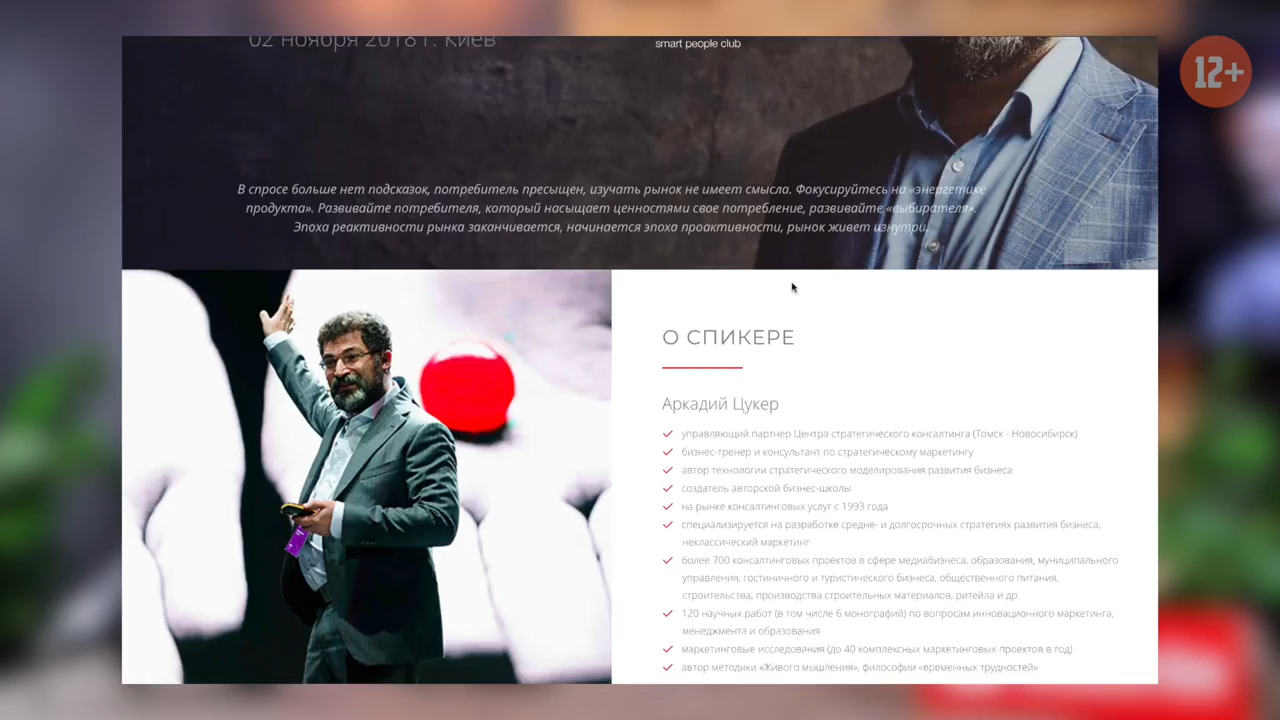 02 ноября 2018 г. Киев
smart people club
12+
В спросе больше нет подсказок, потребитель пресыщен, изучать рынок не имеет смысла. Фокусируйтесь на «энергетике
продукта». Развивайте потребителя, который насыщает ценностями свое потребление, развивайте «выбирателя».
Эпоха реактивности рынка заканчивается, начинается эпоха проактивности, рынок живет изнутри.
О СПИКЕРЕ
Аркадий Цукер
управляющий партнер Центра стратегического консалтинга (Томск - Новосибирск)
бизнес-тренер и консультант по стратегическому маркетингу
автор технологии стратегического моделирования развития бизнеса
создатель авторской бизнес-школы
на рынке консалтинговых услуг с 1993 года
специализируется на разработке средне- и долгосрочных стратегиях развития бизнеса,
неклассический маркетинг
более 700 консалтинговых проектов в сфере медиабизнеса, образования, муниципального
управления, гостиничного и туристического бизнеса, общественного питания,
строительства, производства строительных материалов, ритейла и др.
120 научных работ (в том числе 6 монографий) по вопросам инновационного маркетинга,
менеджмента и образования
маркетинговые исследования (до 40 комплексных маркетинговых проектов в год)
автор методики «Живого мышления», философии «временных трудностей»